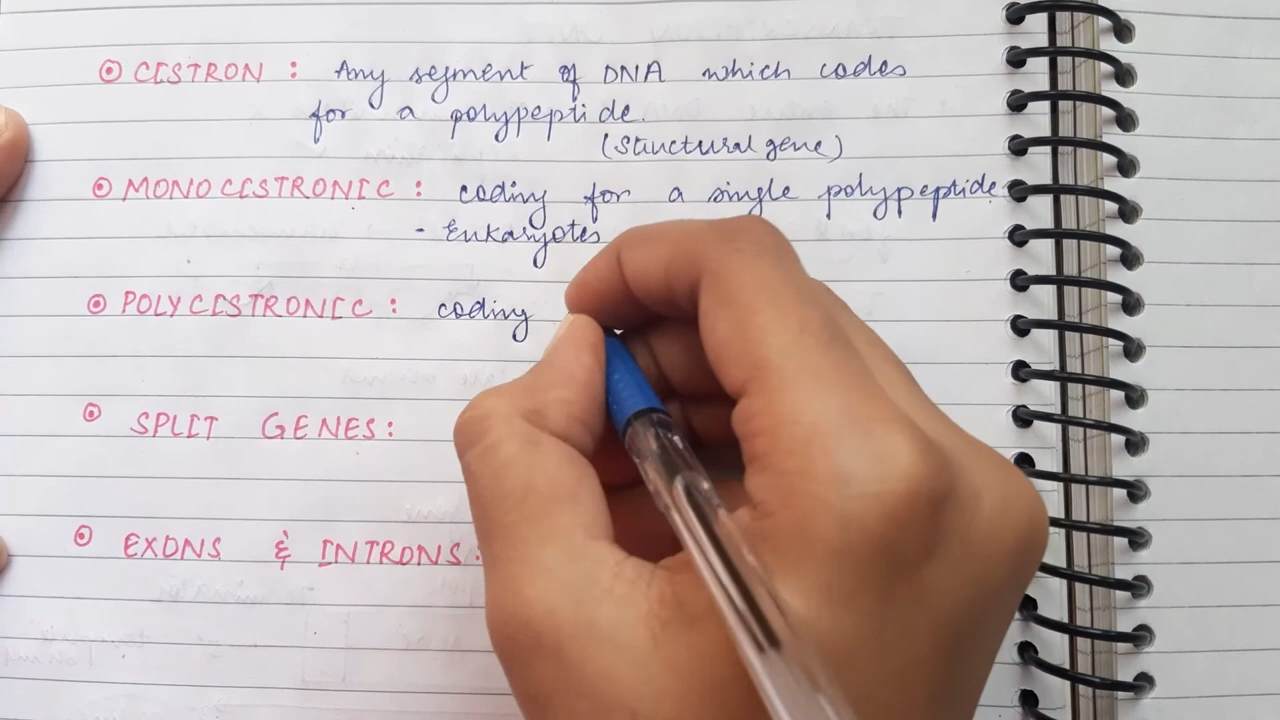 CISTRON : Any segment of DNA which codes
for a polypeptide.
(Structural gene)
MONOCISTRONIC : coding for a single polypeptide
- Eukaryotes
POLYCISTRONIC : coding
SPLIT GENES:
EXONS & INTRONS: